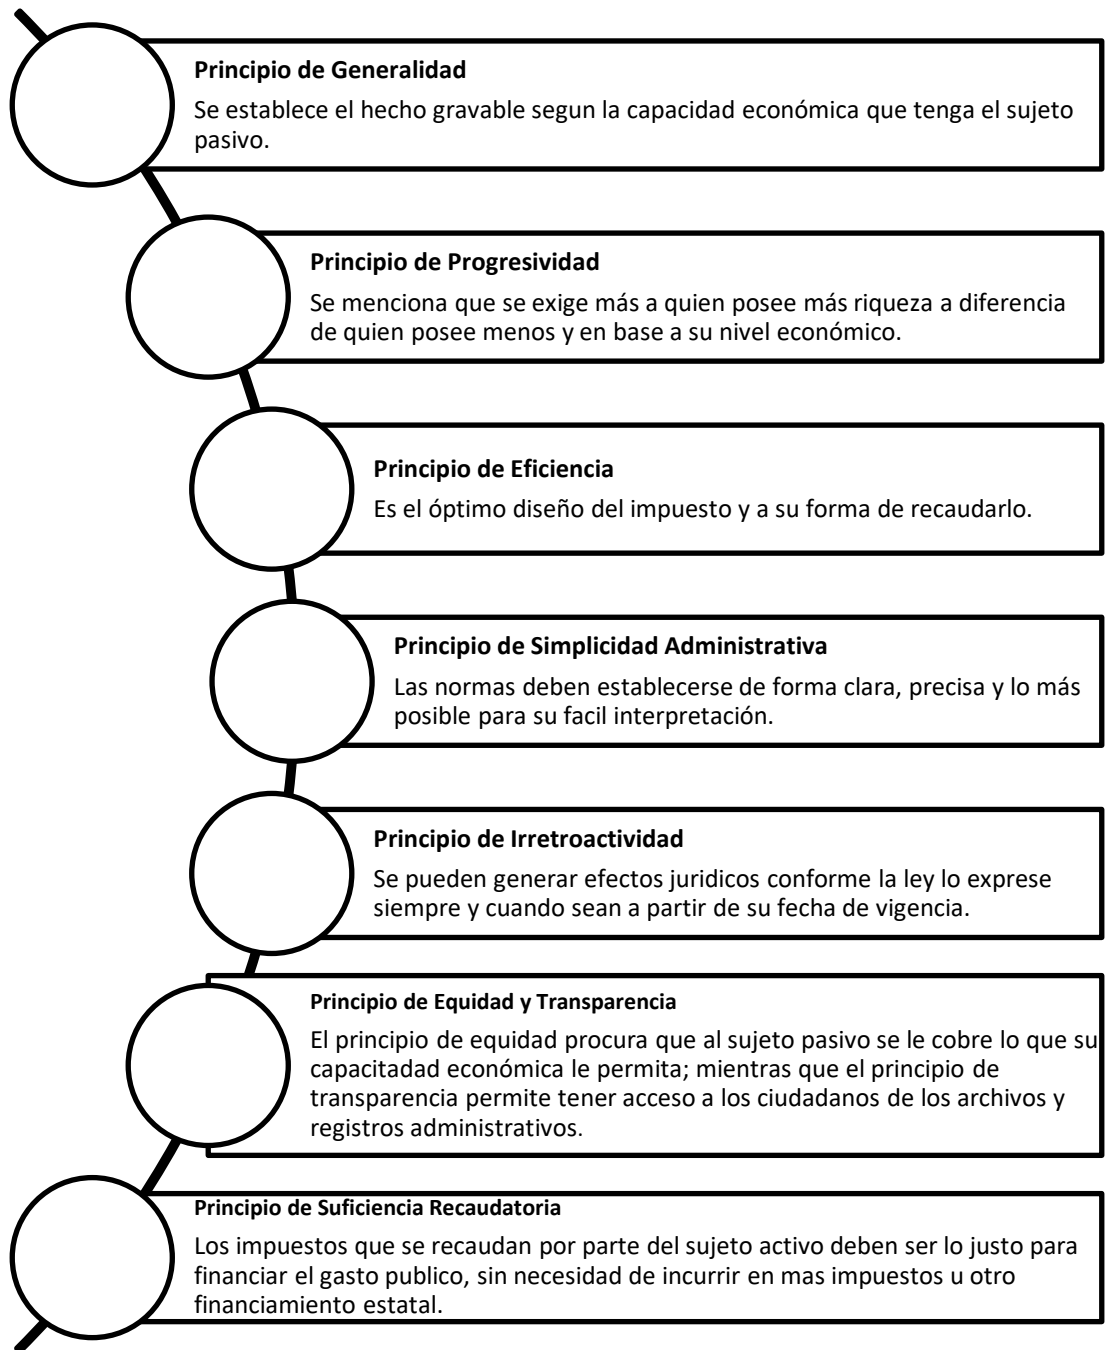 Principio de Generalidad
Se establece el hecho gravable segun la capacidad económica que tenga el sujeto
pasivo.
Principio de Progresividad
Se menciona que se exige más a quien posee más riqueza a diferencia
de quien posee menos y en base a su nivel económico.
Principio de Eficiencia
Es el óptimo diseño del impuesto y a su forma de recaudarlo.
Principio de Simplicidad Administrativa
Las normas deben establecerse de forma clara, precisa y lo más
posible para su facil interpretación.
Principio de Irretroactividad
Se pueden generar efectos juridicos conforme la ley lo exprese
siempre y cuando sean a partir de su fecha de vigencia.
Principio de Equidad y Transparencia
El principio de equidad procura que al sujeto pasivo se le cobre lo que su
capacitadad económica le permita; mientras que el principio de
transparencia permite tener acceso a los ciudadanos de los archivos y
registros administrativos.
Principio de Suficiencia Recaudatoria
Los impuestos que se recaudan por parte del sujeto activo deben ser lo justo para
financiar el gasto publico, sin necesidad de incurrir en mas impuestos u otro
financiamiento estatal.